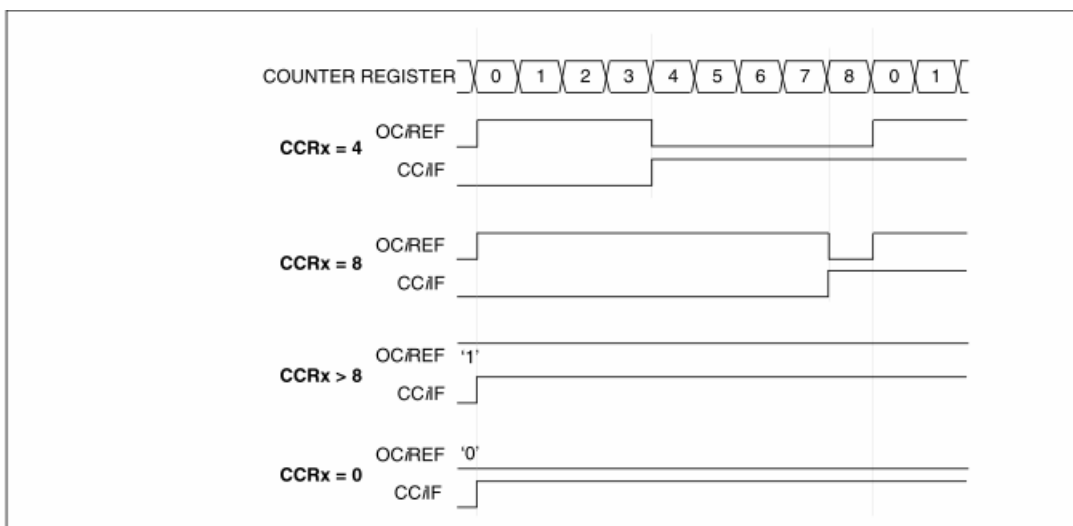 COUNTER REGISTER 0 1 2 3 4 5 6 7 8 0 1
OCiREF
CCRx = 4
CCiIF
OCiREF
CCRx = 8
CCiIF
OCiREF '1'
CCRx > 8
CCiIF
OCiREF '0'
CCRx = 0
CCiIF